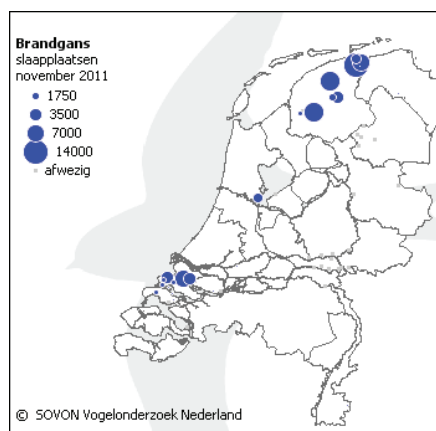 Brandgans
slaapplaatsen
november 2011
1750
3500
7000
14000
afwezig
© SOVON Vogelonderzoek Nederland